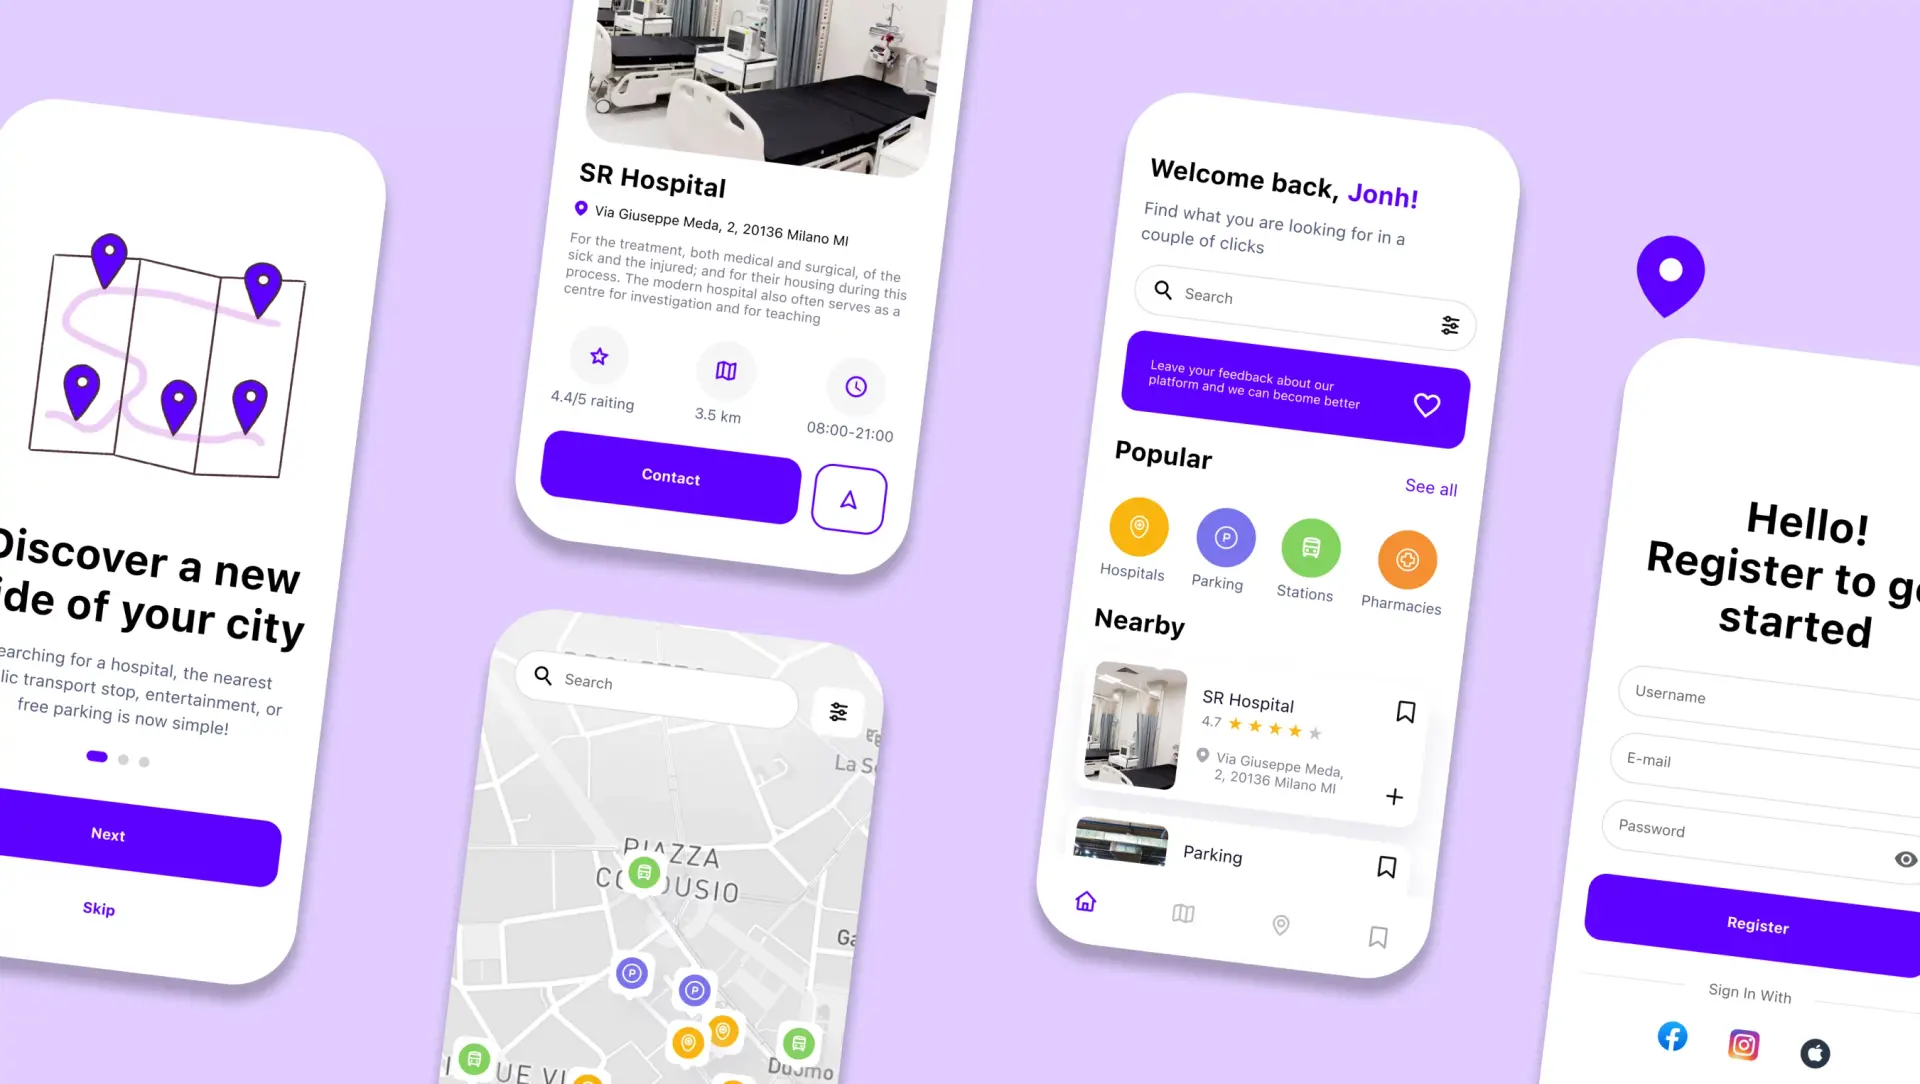 Discover a new
ide of your city
earching for a hospital, the nearest
lic transport stop, entertainment, or
free parking is now simple!
Next
Skip
SR Hospital
Via Giuseppe Meda, 2, 20136 Milano MI
For the treatment, both medical and surgical, of the
sick and the injured; and for their housing during this
process. The modern hospital also often serves as a
centre for investigation and for teaching
4.4/5 raiting
3.5 km
08:00-21:00
Contact
Search
La S
PIAZZA
CORDUSIO
Ga
P
P
Duomo
UE VI
Welcome back, Jonh!
Find what you are looking for in a
couple of clicks
Search
Leave your feedback about our
platform and we can become better
Popular
See all
P
Hospitals
Parking
Stations
Pharmacies
Nearby
SR Hospital
4.7
Via Giuseppe Meda,
2, 20136 Milano MI
Parking
Hello!
Register to go
started
Username
E-mail
Password
Register
Sign In With